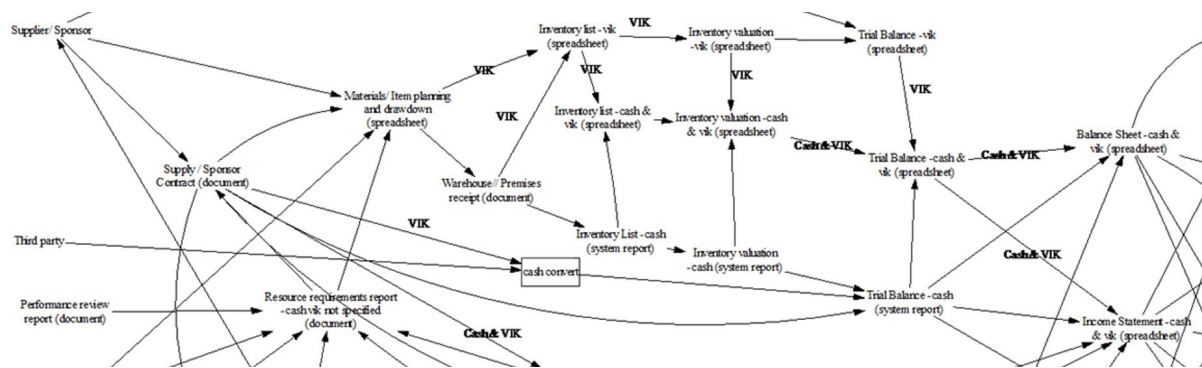 Supplier/ Sponsor
VIK
Inventory list -vik
(spreadsheet)
Inventory valuation
-vik (spreadsheet)
Trial Balance -vik
(spreadsheet)
VIK
VIK
VIK
VIK
Materials/ Item planning
and drawdown
(spreadsheet)
Inventory list -cash &
vik (spreadsheet)
Inventory valuation -cash
& vik (spreadsheet)
VIK
Cash & VIK
Trial Balance -cash &
vik (spreadsheet)
Cash & VIK
Balance Sheet -cash &
vik (spreadsheet)
Supply / Sponsor
Contract (document)
Warehouse// Premises
receipt (document)
VIK
Third party
Inventory List -cash
(system report)
Inventory valuation
-cash (system report)
Cash & VIK
cash convert
Performance review
report (document)
Resource requirements report
-cash vik not specified
(document)
Trial Balance -cash
(system report)
Cash & VIK
Income Statement -cash
& vik (spreadsheet)